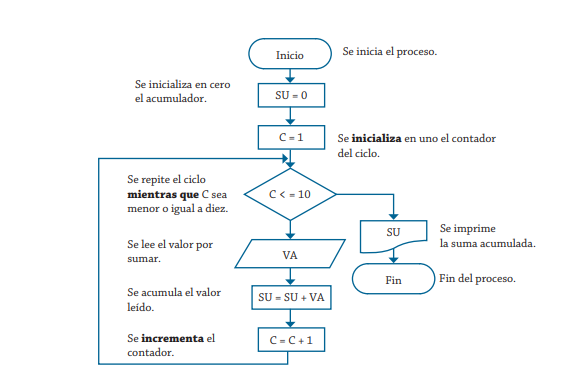 Inicio
Se inicia el proceso.
Se inicializa en cero
el acumulador.
SU = 0
C = 1
Se inicializa en uno el contador
del ciclo.
Se repite el ciclo
mientras que C sea
menor o igual a diez.
C < = 10
SU
Se imprime
la suma acumulada.
Se lee el valor por
sumar.
VA
Fin
Fin del proceso.
Se acumula el valor
leído.
SU = SU + VA
Se incrementa el
contador.
C = C + 1